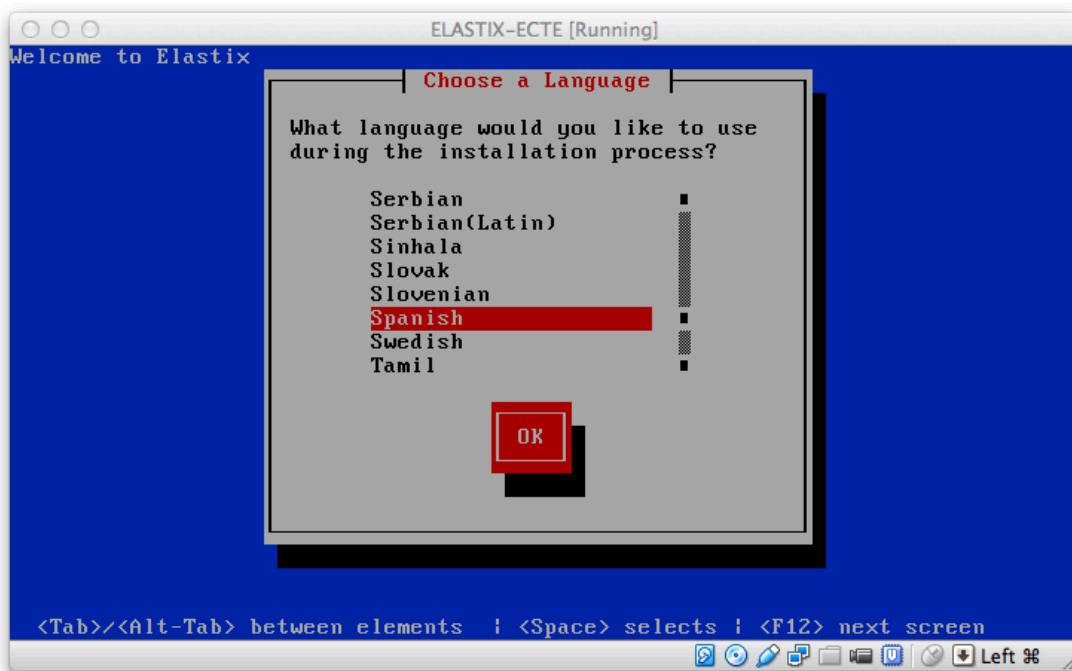 ELASTIX-ECTE [Running]
Welcome to Elastix
Choose a Language
What language would you like to use
during the installation process?
Serbian
Serbian(Latin)
Sinhala
Slovak
Slovenian
Spanish
Swedish
Tamil
OK
<Tab>/<Alt-Tab> between elements | <Space> selects | <F12> next screen
Left ⌘